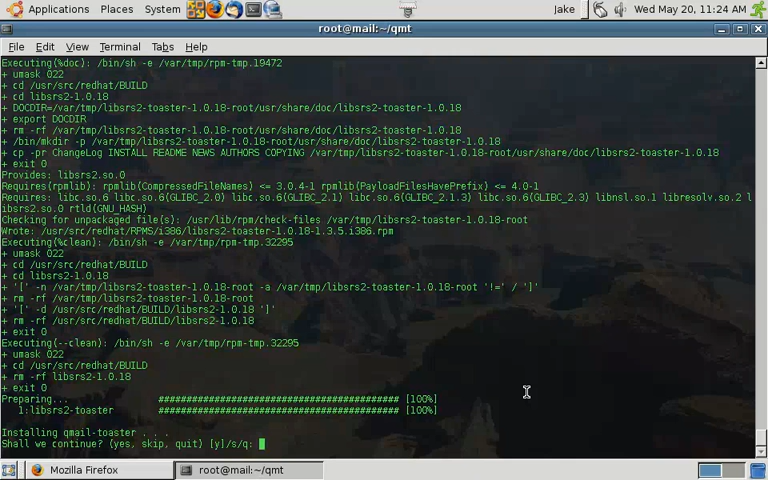 Applications Places System Jake Wed May 20, 11:24 AM
root@mail:~/qmt
File Edit View Terminal Tabs Help
Executing(%doc): /bin/sh -e /var/tmp/rpm-tmp.19472
+ umask 022
+ cd /usr/src/redhat/BUILD
+ cd libsrs2-1.0.18
+ DOCDIR=/var/tmp/libsrs2-toaster-1.0.18-root/usr/share/doc/libsrs2-toaster-1.0.18
+ export DOCDIR
+ rm -rf /var/tmp/libsrs2-toaster-1.0.18-root/usr/share/doc/libsrs2-toaster-1.0.18
+ /bin/mkdir -p /var/tmp/libsrs2-toaster-1.0.18-root/usr/share/doc/libsrs2-toaster-1.0.18
+ cp -pr ChangeLog INSTALL README NEWS AUTHORS COPYING /var/tmp/libsrs2-toaster-1.0.18-root/usr/share/doc/libsrs2-toaster-1.0.18
+ exit 0
Provides: libsrs2.so.0
Requires(rpmlib): rpmlib(CompressedFileNames) <= 3.0.4-1 rpmlib(PayloadFilesHavePrefix) <= 4.0-1
Requires: libc.so.6 libc.so.6(GLIBC_2.0) libc.so.6(GLIBC_2.1) libc.so.6(GLIBC_2.1.3) libc.so.6(GLIBC_2.3) libnsl.so.1 libresolv.so.2 l
ibsrs2.so.0 rtld(GNU_HASH)
Checking for unpackaged file(s): /usr/lib/rpm/check-files /var/tmp/libsrs2-toaster-1.0.18-root
Wrote: /usr/src/redhat/RPMS/i386/libsrs2-toaster-1.0.18-1.3.5.i386.rpm
Executing(%clean): /bin/sh -e /var/tmp/rpm-tmp.32295
+ umask 022
+ cd /usr/src/redhat/BUILD
+ cd libsrs2-1.0.18
+ '[' -n /var/tmp/libsrs2-toaster-1.0.18-root -a /var/tmp/libsrs2-toaster-1.0.18-root '!=' / ']'
+ rm -rf /var/tmp/libsrs2-toaster-1.0.18-root
+ '[' -d /usr/src/redhat/BUILD/libsrs2-1.0.18 ']'
+ rm -rf /usr/src/redhat/BUILD/libsrs2-1.0.18
+ exit 0
Executing(--clean): /bin/sh -e /var/tmp/rpm-tmp.32295
+ umask 022
+ cd /usr/src/redhat/BUILD
+ rm -rf libsrs2-1.0.18
+ exit 0
Preparing... ########################################### [100%]
1:libsrs2-toaster ########################################### [100%]
Installing qmail-toaster . . .
Shall we continue? (yes, skip, quit) [y]/s/q:
Mozilla Firefox root@mail:~/qmt